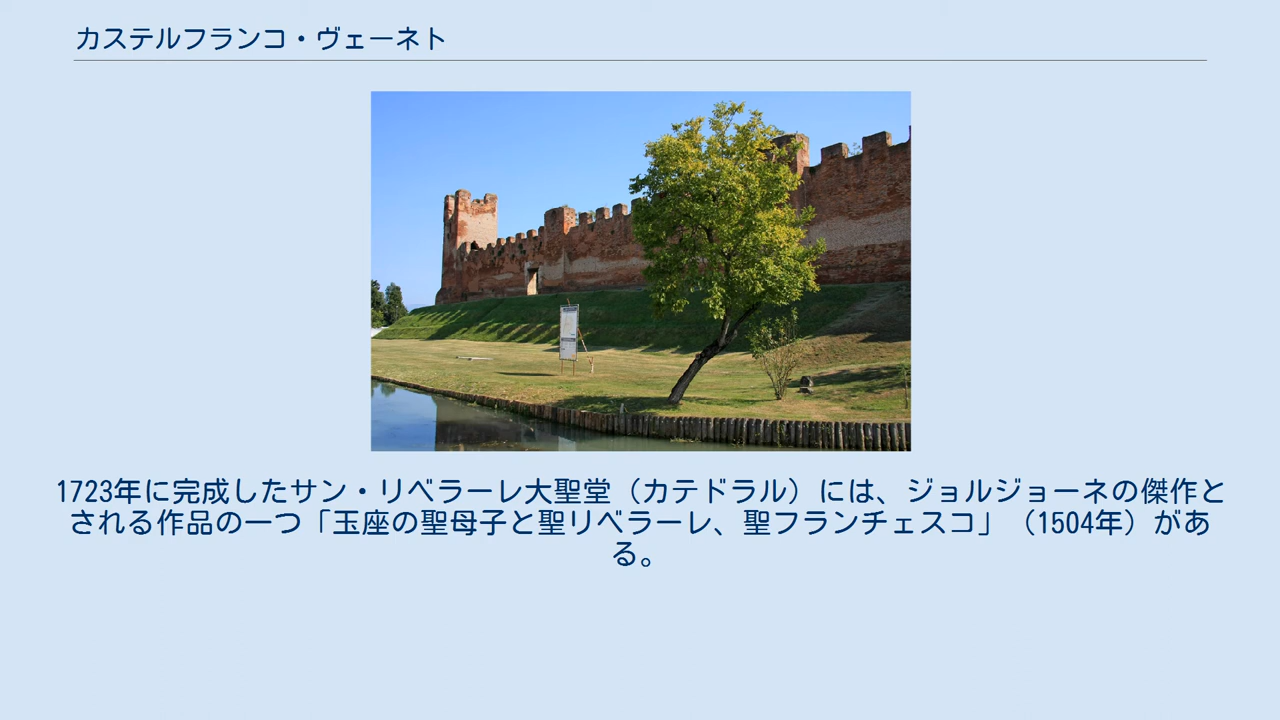 カステルフランコ・ヴェーネト
1723年に完成したサン・リベラーレ大聖堂（カテドラル）には、ジョルジョーネの傑作と
される作品の一つ「玉座の聖母子と聖リベラーレ、聖フランチェスコ」（1504年）があ
る。